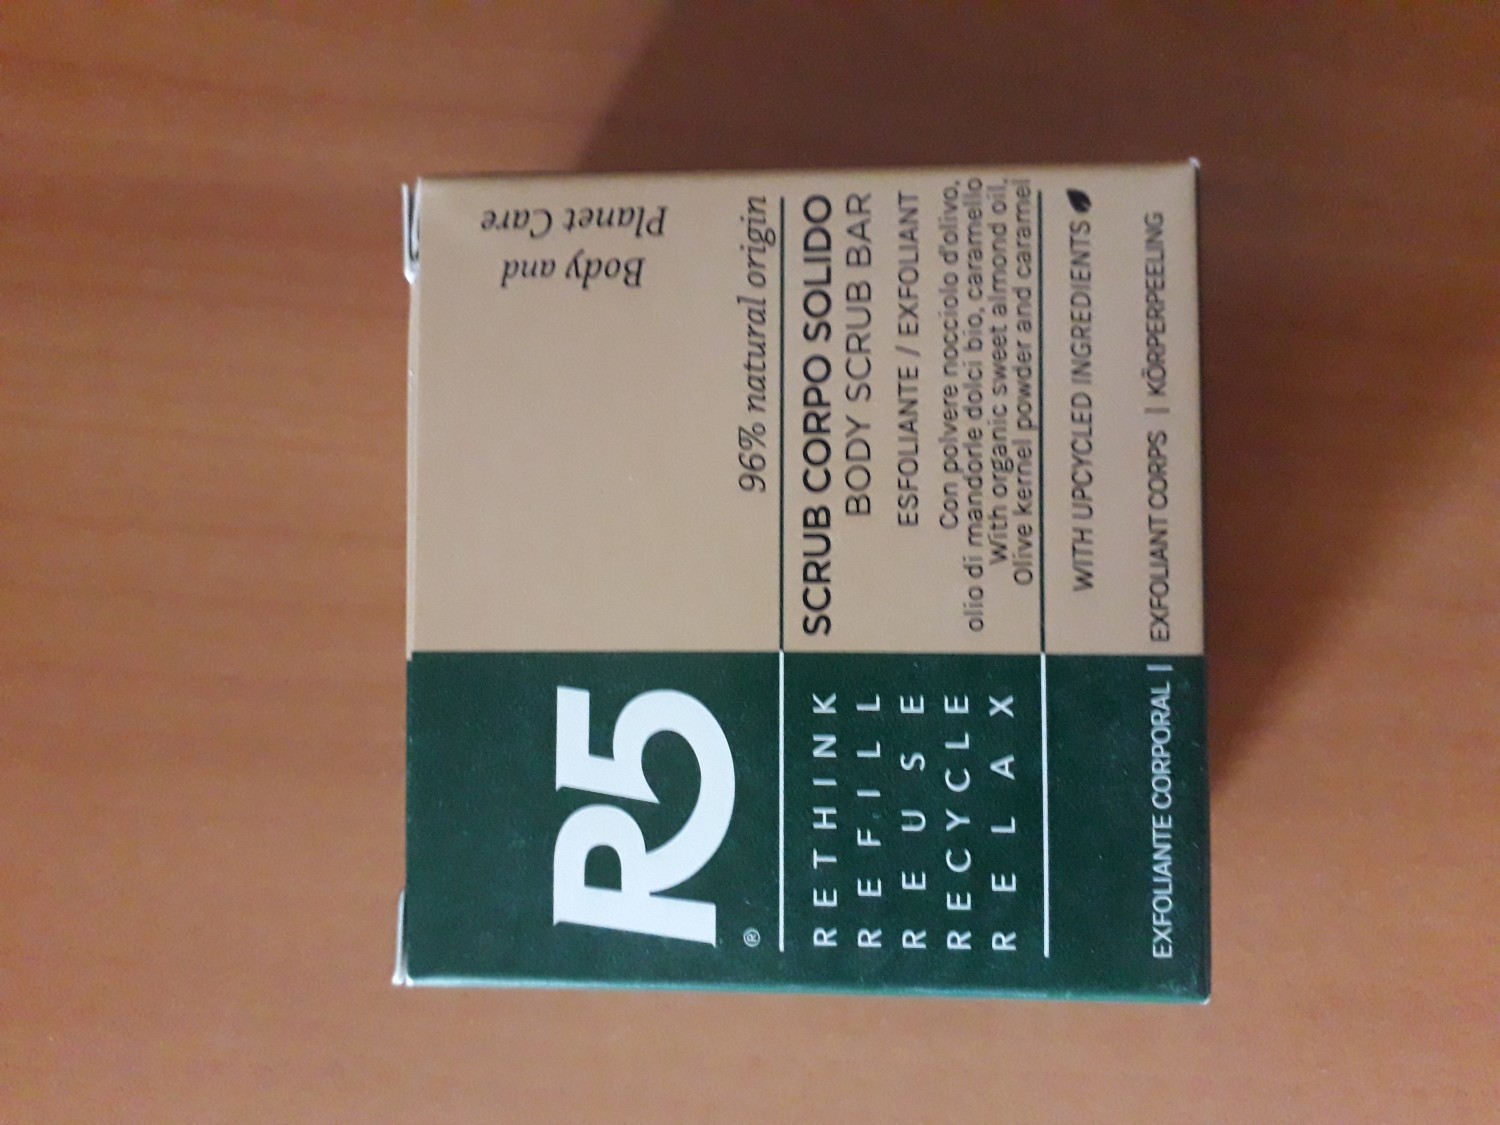 R5
®
RETHINK
REFILL
REUSE
RECYCLE
RELAX
Body and
Planet Care
96% natural origin
SCRUB CORPO SOLIDO
BODY SCRUB BAR
ESFOLIANTE / EXFOLIANT
Con polvere nocciolo d'olivo,
olio di mandorle dolci bio, caramello
With organic sweet almond oil,
Olive kernel powder and caramel
WITH UPCYCLED INGREDIENTS
EXFOLIANTE CORPORAL | EXFOLIANT CORPS | KÖRPERPEELING